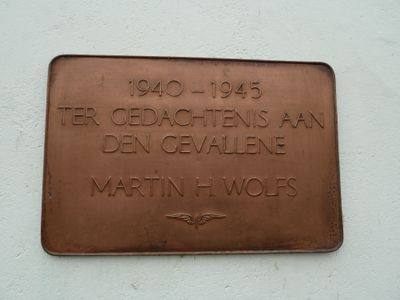 1940 - 1945
TER GEDACHTENIS AAN
DEN GEVALLENE
MARTIN H. WOLFS